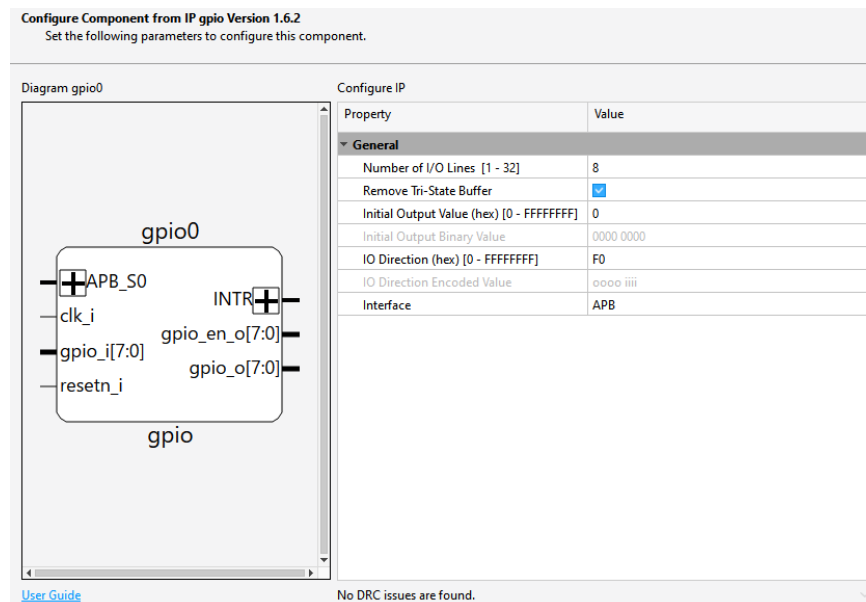 Configure Component from IP gpio Version 1.6.2
Set the following parameters to configure this component.
Diagram gpio0
gpio0
APB_S0
clk_i
gpio_i[7:0]
resetn_i
INTR
gpio_en_o[7:0]
gpio_o[7:0]
gpio
User Guide
Configure IP
Property Value
General
Number of I/O Lines [1 - 32] 8
Remove Tri-State Buffer
Initial Output Value (hex) [0 - FFFFFFFF] 0
Initial Output Binary Value 0000 0000
IO Direction (hex) [0 - FFFFFFFF] F0
IO Direction Encoded Value oooo iiii
Interface APB
No DRC issues are found.